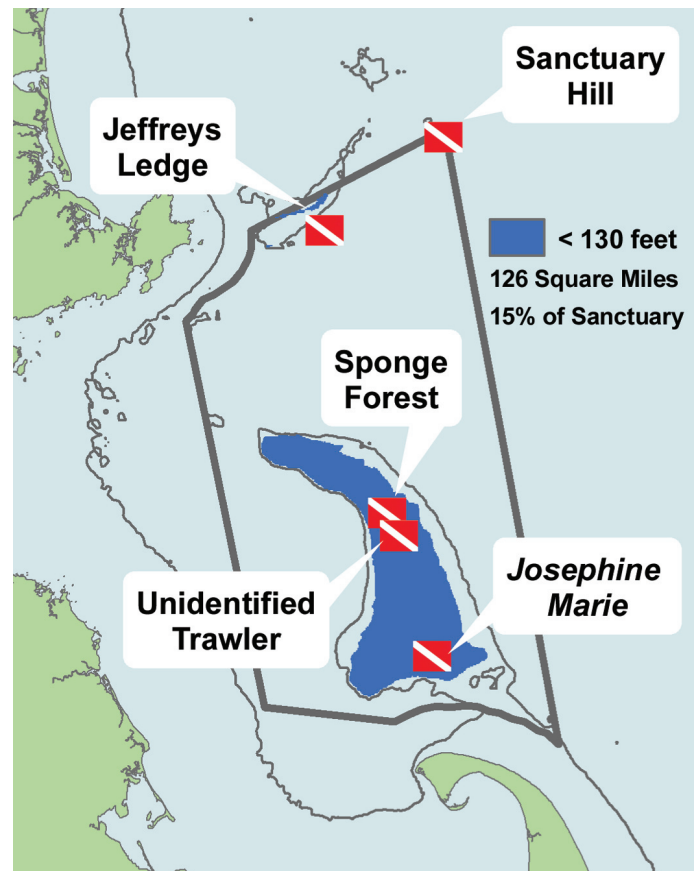 Sanctuary
Hill
Jeffreys
Ledge
< 130 feet
126 Square Miles
15% of Sanctuary
Sponge
Forest
Josephine
Marie
Unidentified
Trawler